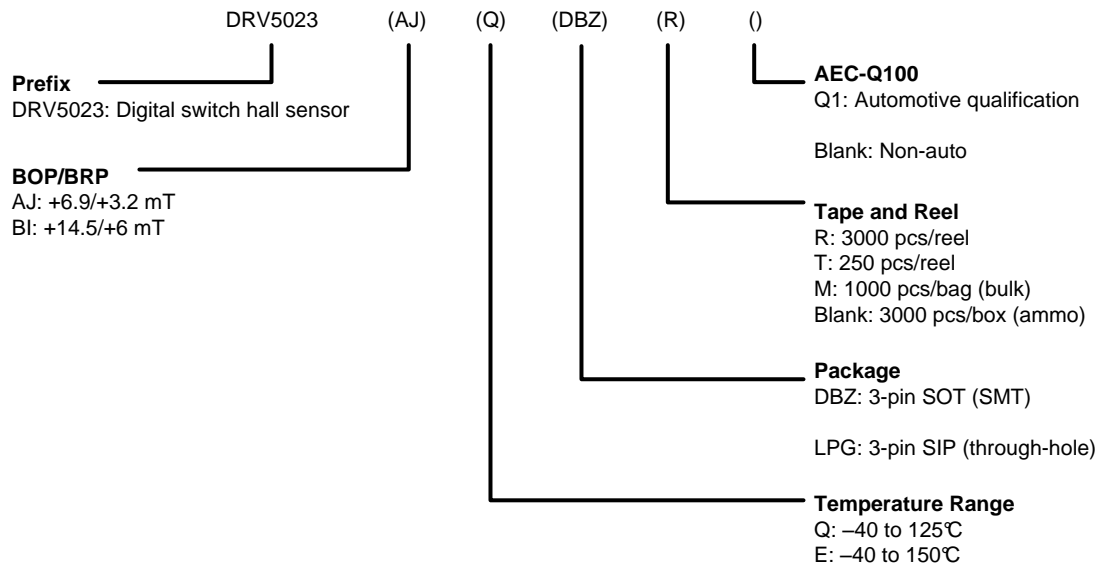 DRV5023 (AJ) (Q) (DBZ) (R) ()
Prefix
DRV5023: Digital switch hall sensor
BOP/BRP
AJ: +6.9/+3.2 mT
BI: +14.5/+6 mT
AEC-Q100
Q1: Automotive qualification
Blank: Non-auto
Tape and Reel
R: 3000 pcs/reel
T: 250 pcs/reel
M: 1000 pcs/bag (bulk)
Blank: 3000 pcs/box (ammo)
Package
DBZ: 3-pin SOT (SMT)
LPG: 3-pin SIP (through-hole)
Temperature Range
Q: –40 to 125℃
E: –40 to 150℃